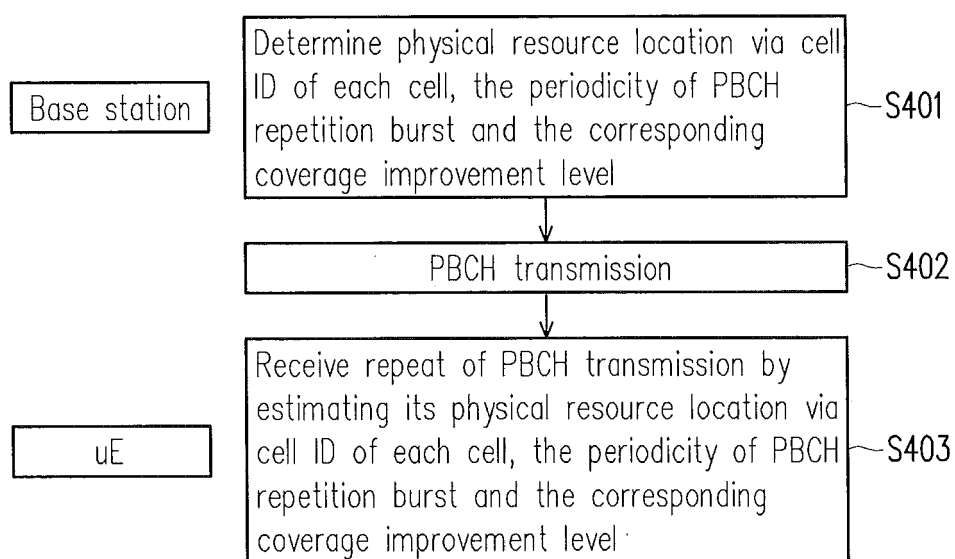 Determine physical resource location via cell
ID of each cell, the periodicity of PBCH
repetition burst and the corresponding
coverage improvement level
Base station
S401
PBCH transmission
S402
Receive repeat of PBCH transmission by
estimating its physical resource location via
cell ID of each cell, the periodicity of PBCH
repetition burst and the corresponding
coverage improvement level
uE
S403